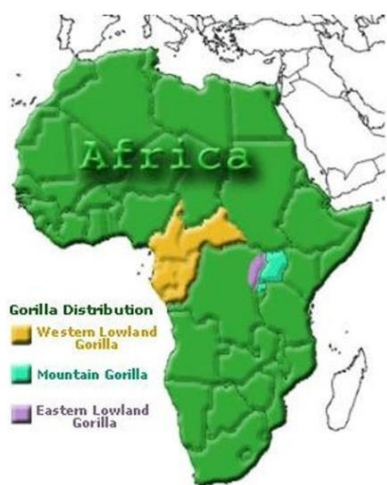 Africa
Gorilla Distribution
Western Lowland
Gorilla
Mountain Gorilla
Eastern Lowland
Gorilla